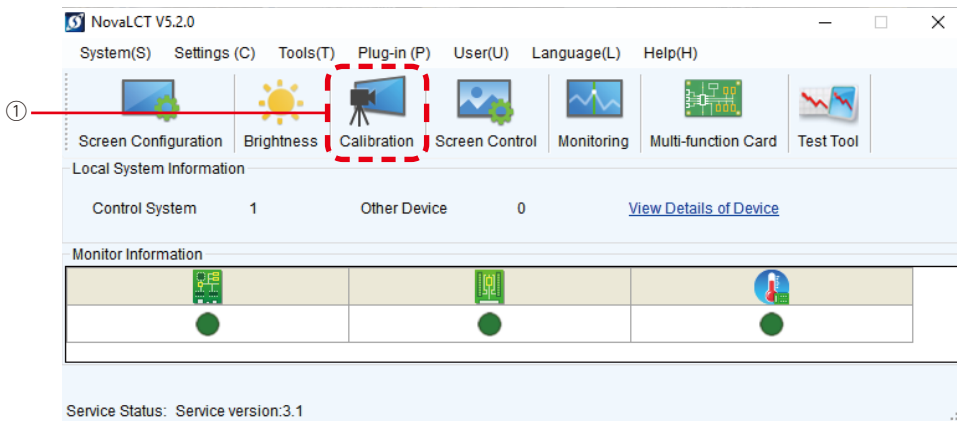 NovaLCT V5.2.0
System(S) Settings (C) Tools(T) Plug-in (P) User(U) Language(L) Help(H)
①
Screen Configuration Brightness Calibration Screen Control Monitoring Multi-function Card Test Tool
Local System Information
Control System 1 Other Device 0 View Details of Device
Monitor Information
Service Status: Service version:3.1